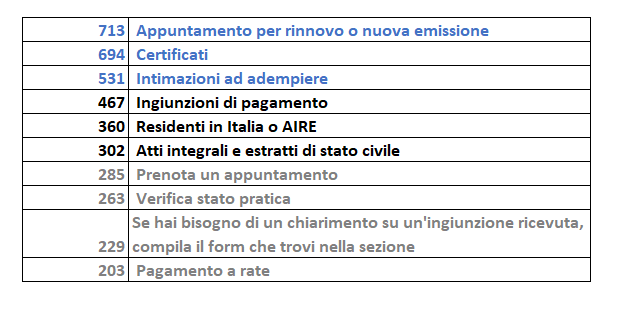 713 Appuntamento per rinnovo o nuova emissione
694 Certificati
531 Intimazioni ad adempiere
467 Ingiunzioni di pagamento
360 Residenti in Italia o AIRE
302 Atti integrali e estratti di stato civile
285 Prenota un appuntamento
263 Verifica stato pratica
Se hai bisogno di un chiarimento su un'ingiunzione ricevuta,
229 compila il form che trovi nella sezione
203 Pagamento a rate